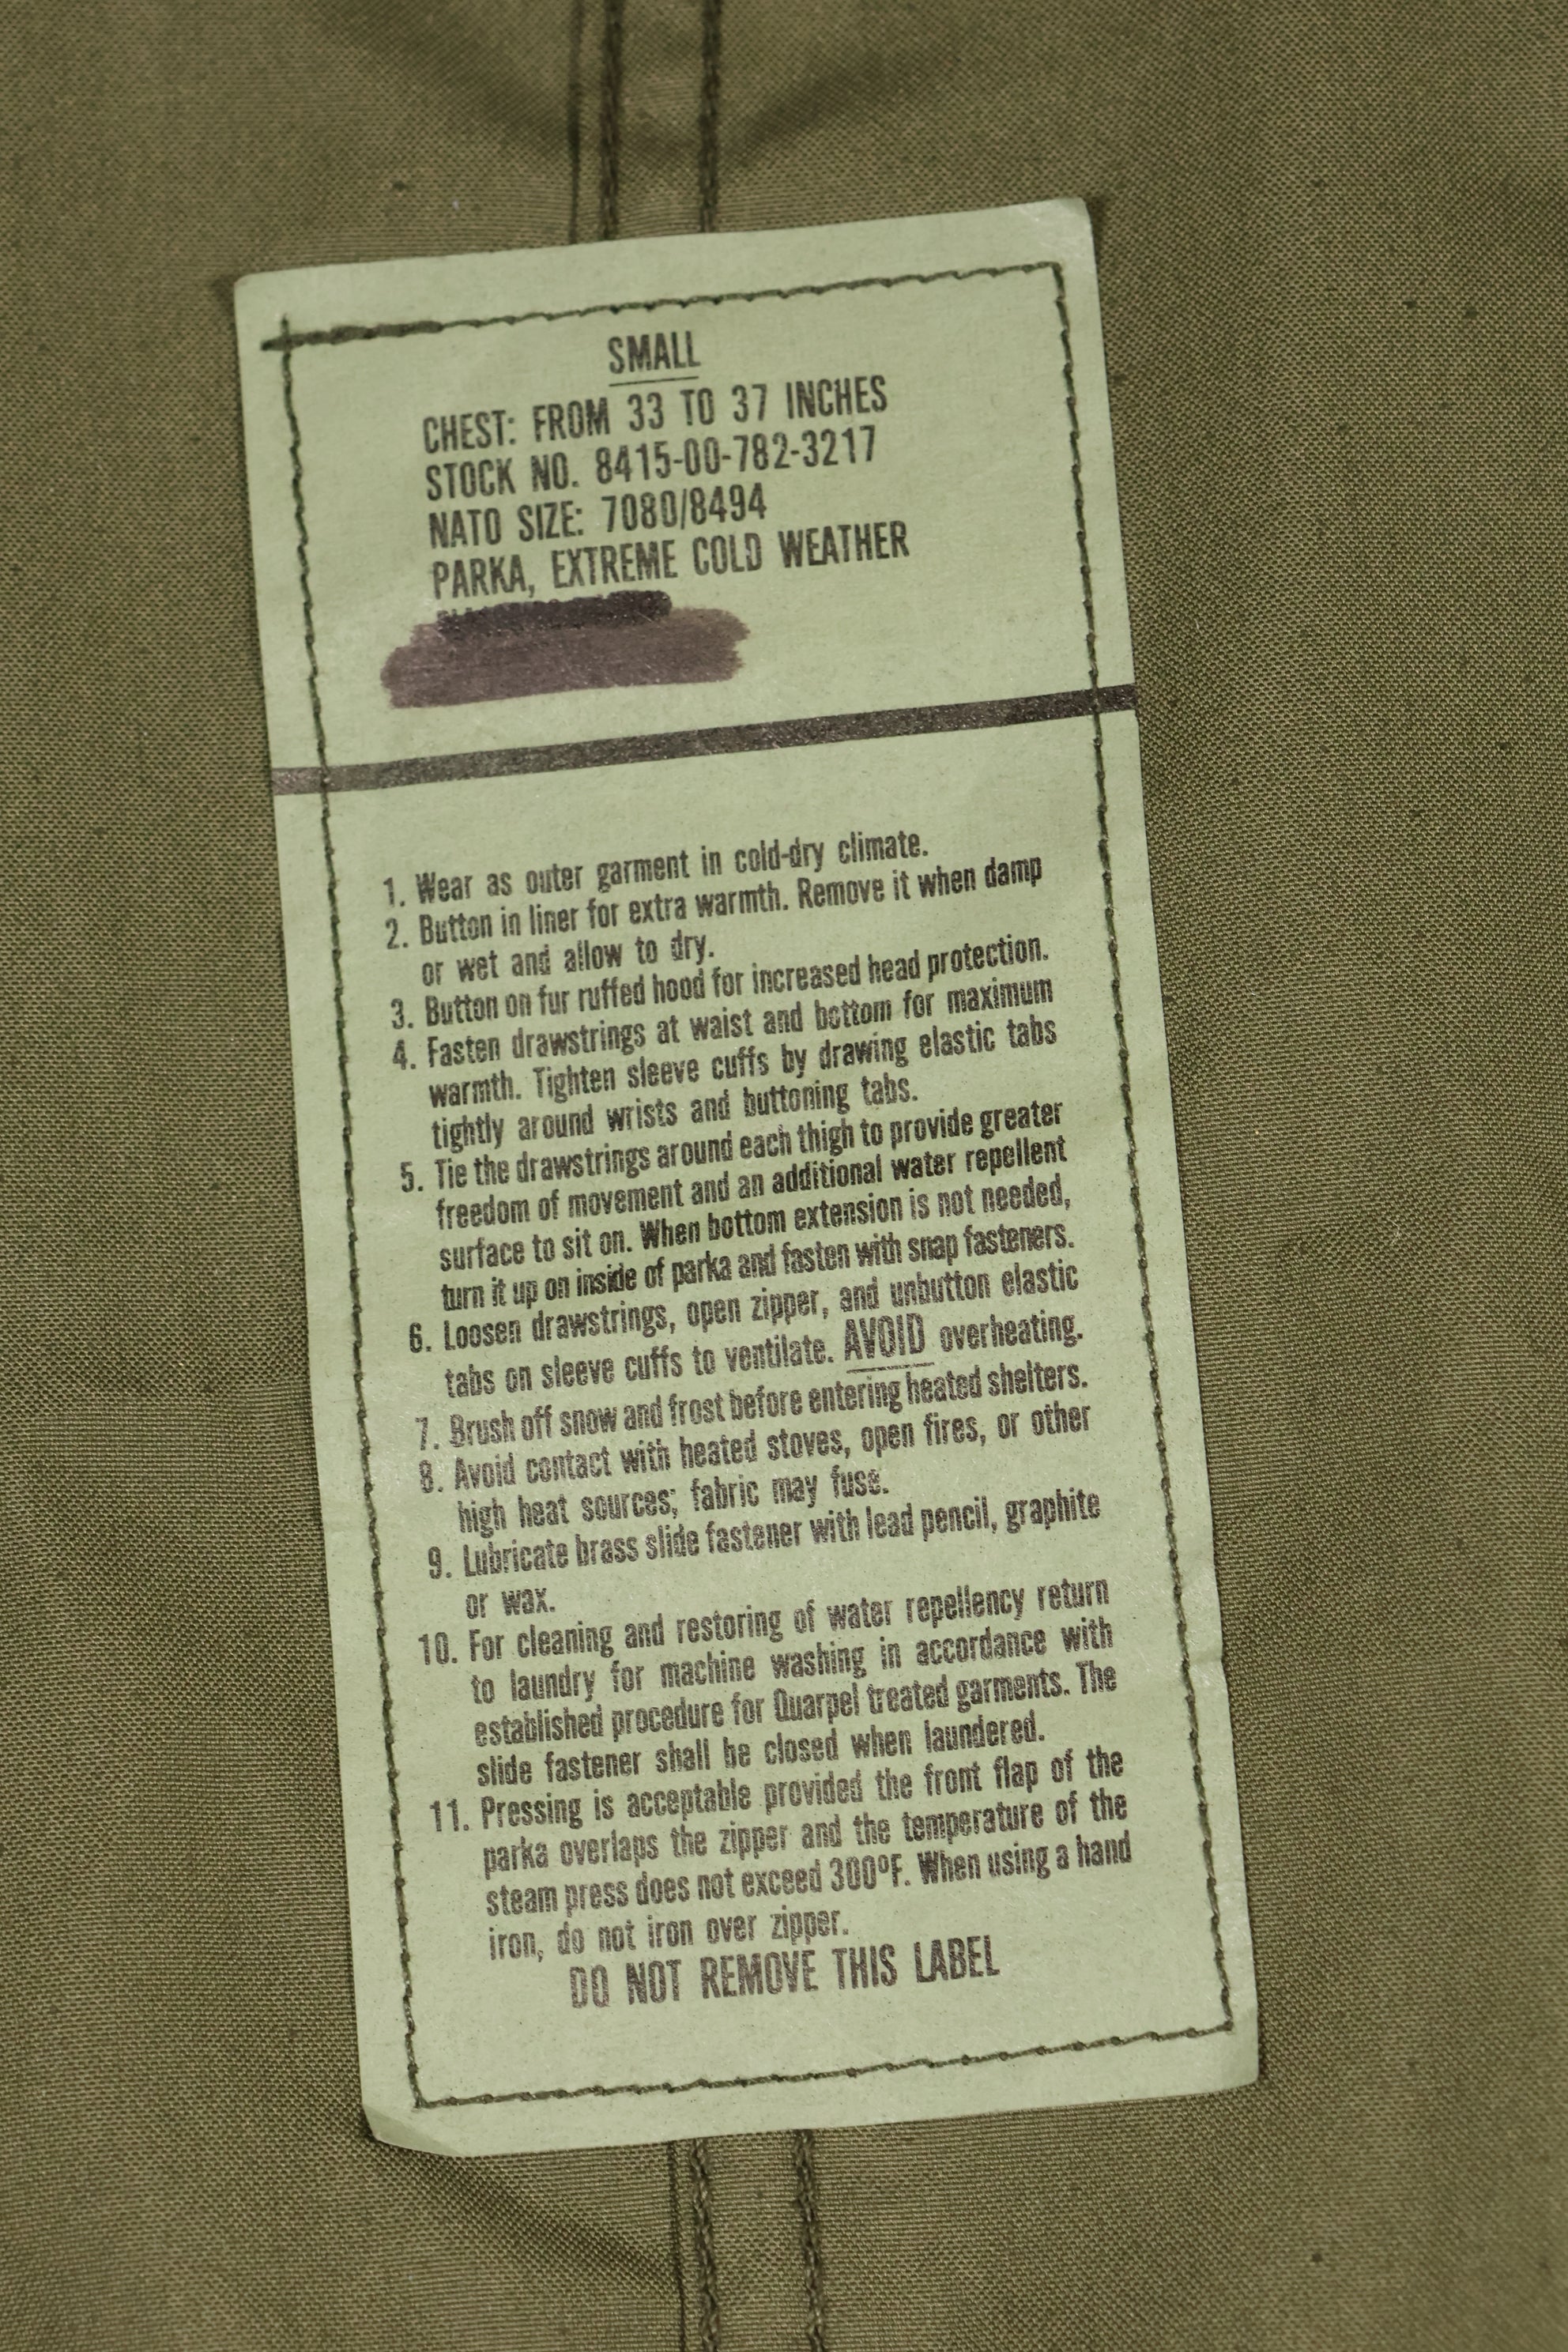 SMALL
CHEST: FROM 33 TO 37 INCHES
STOCK NO. 8415-00-782-3217
NATO SIZE: 7080/8494
PARKA, EXTREME COLD WEATHER
1. Wear as outer garment in cold-dry climate.
2. Button in liner for extra warmth. Remove it when damp
or wet and allow to dry.
3. Button on fur ruffed hood for increased head protection.
4. Fasten drawstrings at waist and bottom for maximum
warmth. Tighten sleeve cuffs by drawing elastic tabs
tightly around wrists and buttoning tabs.
5. Tie the drawstrings around each thigh to provide greater
freedom of movement and an additional water repellent
surface to sit on. When bottom extension is not needed,
turn it up on inside of parka and fasten with snap fasteners.
6. Loosen drawstrings, open zipper, and unbutton elastic
tabs on sleeve cuffs to ventilate. AVOID overheating.
7. Brush off snow and frost before entering heated shelters.
8. Avoid contact with heated stoves, open fires, or other
high heat sources; fabric may fuse.
9. Lubricate brass slide fastener with lead pencil, graphite
or wax.
10. For cleaning and restoring of water repellency return
to laundry for machine washing in accordance with
established procedure for Quarpel treated garments. The
slide fastener shall be closed when laundered.
11. Pressing is acceptable provided the front flap of the
parka overlaps the zipper and the temperature of the
steam press does not exceed 300ºF. When using a hand
iron, do not iron over zipper.
DO NOT REMOVE THIS LABEL